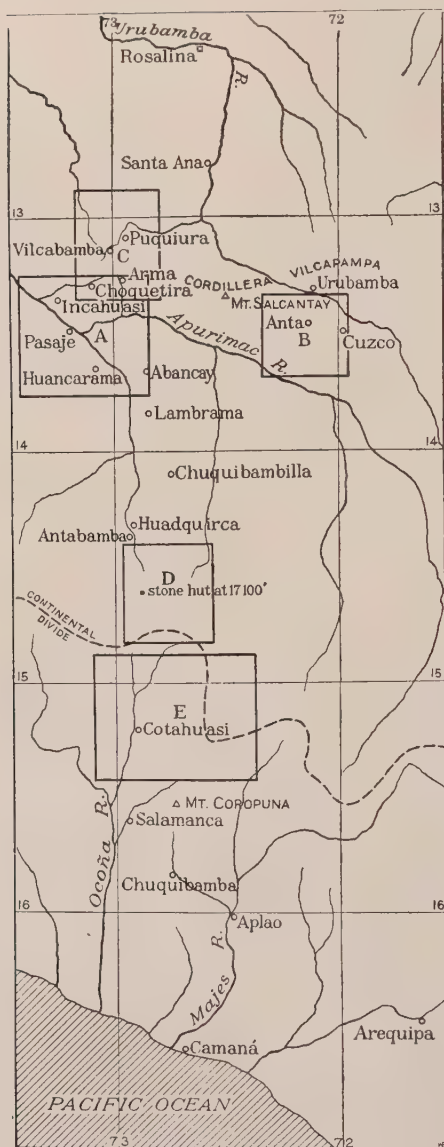 73
72
Urubamba
Rosalina
R.
Santa Ana
13
13
Puquiura
Vilcabamba
C
Arma
CORDILLERA VILCAPAMPA
Choquetira
Urubamba
MT. SALCANTAY
Incahuasi
Anta
B
Pasaje
A
Apurimac R.
Cuzco
Huancarama
Abancay
Lambrama
14
14
Chuquibambilla
Huadquirca
Antabamba
D
stone hut at 17100'
CONTINENTAL
DIVIDE
15
15
E
Cotahuasi
MT. COROPUNA
Salamanca
Ocoña R.
Chuquibamba
16
16
Aplao
Majes R.
Arequipa
Camaná
PACIFIC OCEAN
73
72